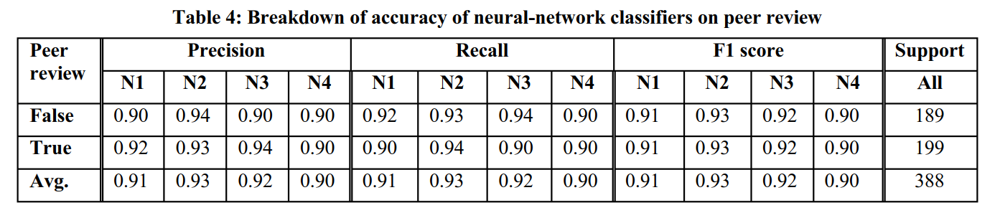 Table 4: Breakdown of accuracy of neural-network classifiers on peer review
Peer review Precision Recall F1 score Support
N1 N2 N3 N4 N1 N2 N3 N4 N1 N2 N3 N4 All
False 0.90 0.94 0.90 0.90 0.92 0.93 0.94 0.90 0.91 0.93 0.92 0.90 189
True 0.92 0.93 0.94 0.90 0.90 0.94 0.90 0.90 0.91 0.93 0.92 0.90 199
Avg. 0.91 0.93 0.92 0.90 0.91 0.93 0.92 0.90 0.91 0.93 0.92 0.90 388